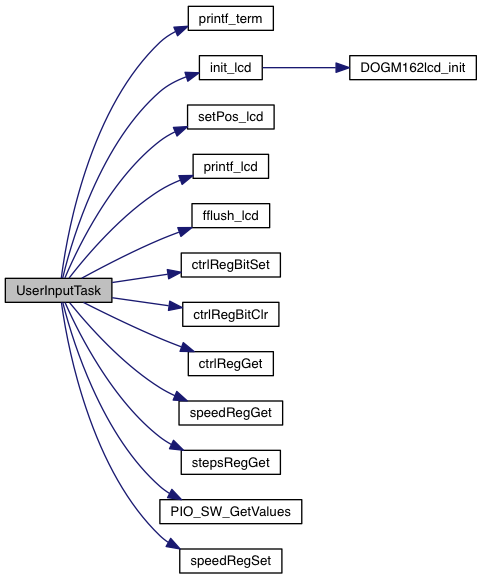 printf_term
init_lcd
DOGM162lcd_init
setPos_lcd
printf_lcd
fflush_lcd
ctrlRegBitSet
UserInputTask
ctrlRegBitClr
ctrlRegGet
speedRegGet
stepsRegGet
PIO_SW_GetValues
speedRegSet